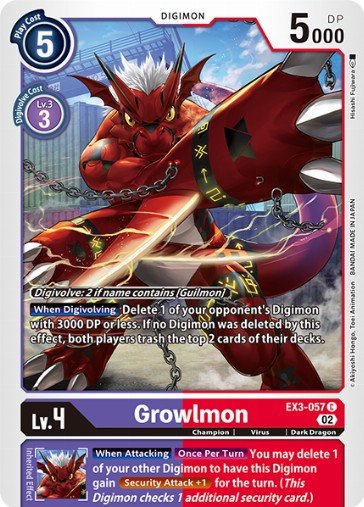 DIGIMON
Play Cost
5
DP
5000
Digivolve Cost
Lv.3
3
Hisashi Fujiwara
© Akiyoshi Hongo, Toei Animation BANDAI MADE IN JAPAN
Digivolve: 2 if name contains [Guilmon]
When Digivolving Delete 1 of your opponent's Digimon
with 3000 DP or less. If no Digimon was deleted by this
effect, both players trash the top 2 cards of their decks.
EX3-057 C
Lv.4
Growlmon
02
Champion | Virus | Dark Dragon
Inherited Effect
When Attacking Once Per Turn You may delete 1
of your other Digimon to have this Digimon
gain Security Attack +1 for the turn. (This
Digimon checks 1 additional security card.)